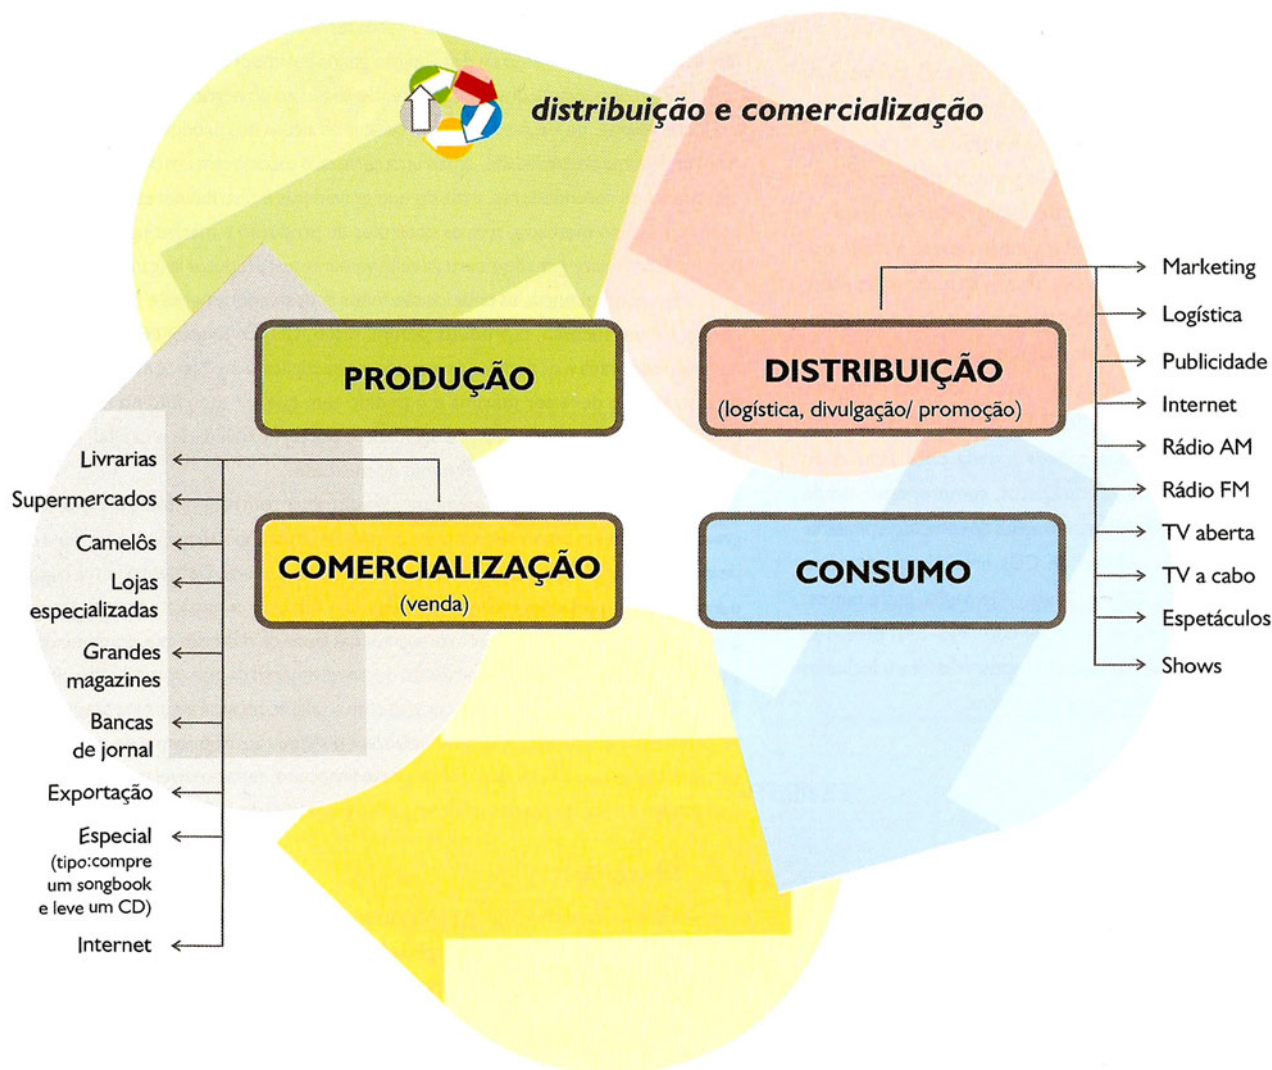 distribuição e comercialização
PRODUÇÃO
DISTRIBUIÇÃO
(logística, divulgação/ promoção)
Marketing
Logística
Publicidade
Internet
Rádio AM
Rádio FM
TV aberta
TV a cabo
Espetáculos
Shows
COMERCIALIZAÇÃO
(venda)
Livrarias
Supermercados
Camelôs
Lojas
especializadas
Grandes
magazines
Bancas
de jornal
Exportação
Especial
(tipo:compre
um songbook
e leve um CD)
Internet
CONSUMO